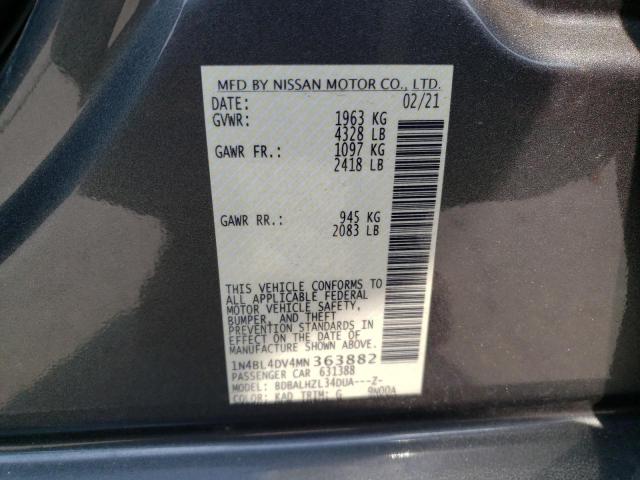 MFD BY NISSAN MOTOR CO., LTD.
DATE: 02/21
GVWR: 1963 KG
4328 LB
GAWR FR.: 1097 KG
2418 LB
GAWR RR.: 945 KG
2083 LB
THIS VEHICLE CONFORMS TO
ALL APPLICABLE FEDERAL
MOTOR VEHICLE SAFETY,
BUMPER, AND THEFT
PREVENTION STANDARDS IN
EFFECT ON THE DATE OF
MANUFACTURE SHOWN ABOVE.
1N4BL4DV4MN363882
PASSENGER CAR 631388
MODEL: BDBALHZL34DUA---Z-
COLOR: KAD TRIM: G 9N00A